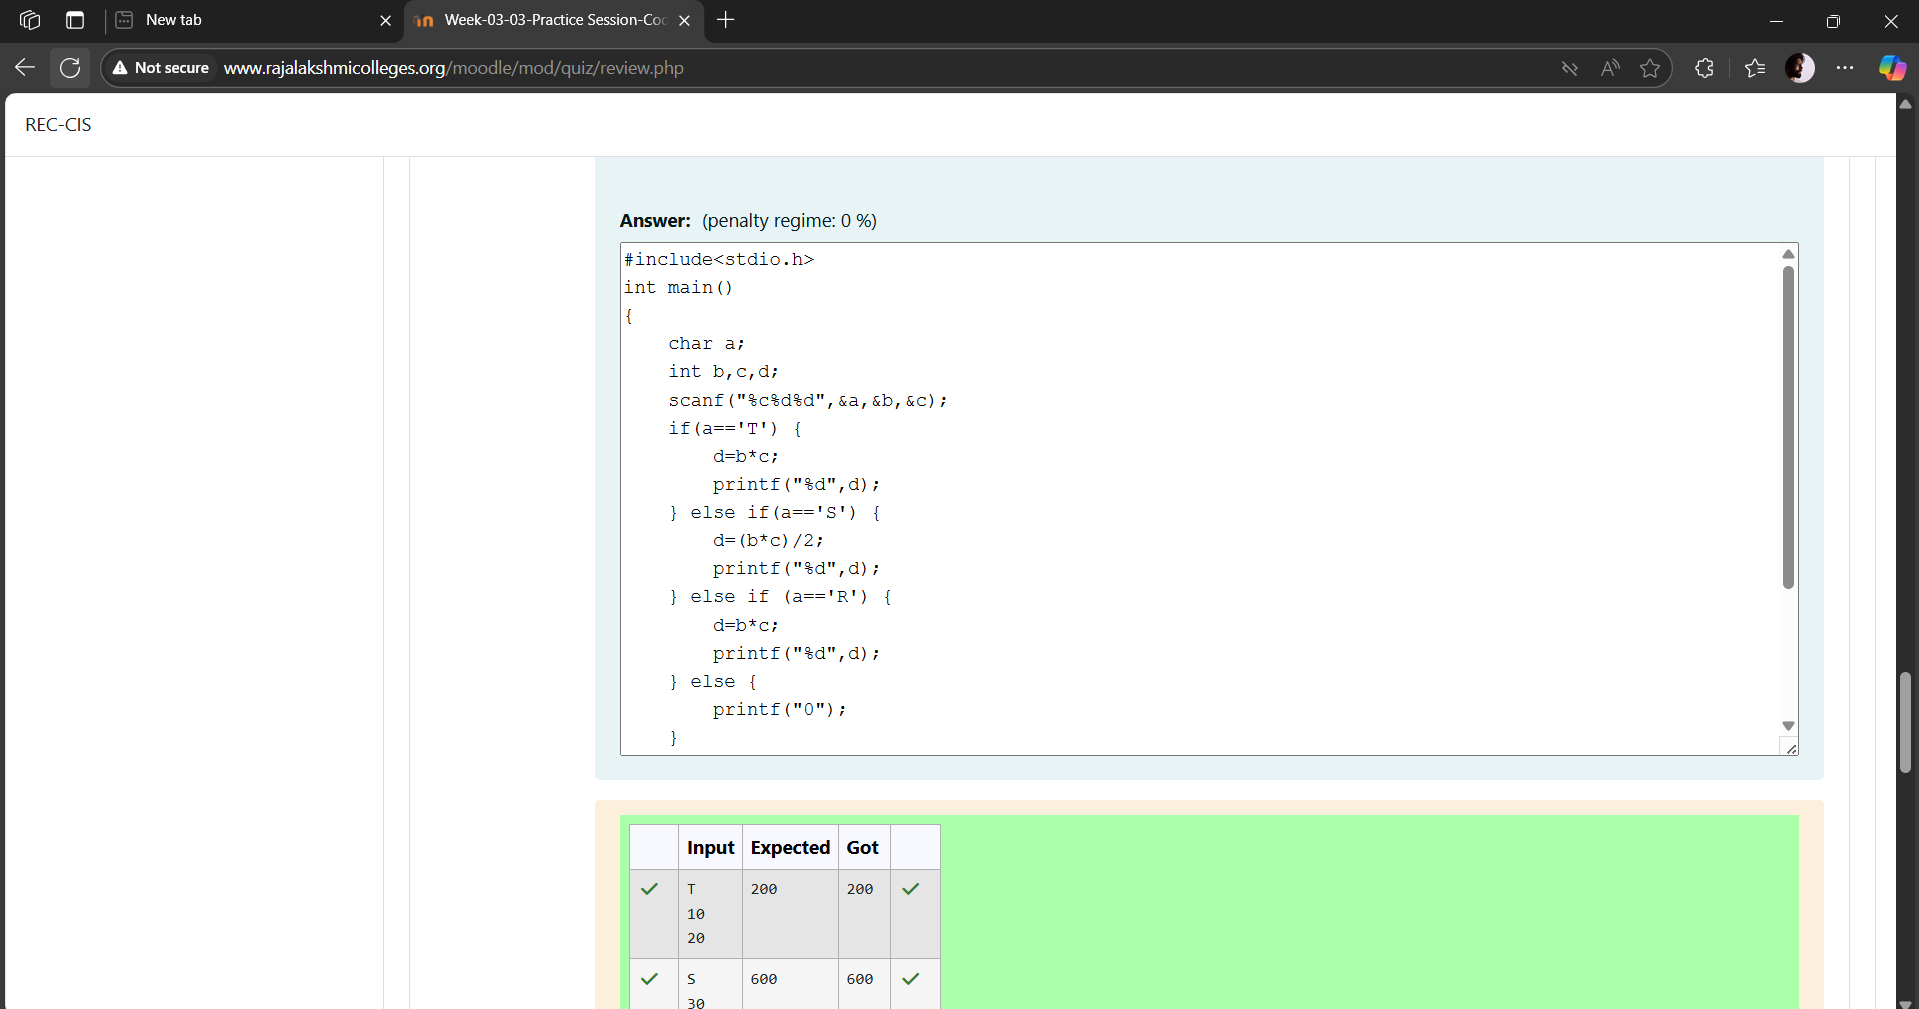 New tab
Week-03-03-Practice Session-Cod
Not secure www.rajalakshmicolleges.org/moodle/mod/quiz/review.php
REC-CIS
Answer: (penalty regime: 0 %)
#include<stdio.h>
int main()
{
    char a;
    int b,c,d;
    scanf("%c%d%d",&a,&b,&c);
    if(a=='T') {
        d=b*c;
        printf("%d",d);
    } else if(a=='S') {
        d=(b*c)/2;
        printf("%d",d);
    } else if (a=='R') {
        d=b*c;
        printf("%d",d);
    } else {
        printf("0");
    }
Input Expected Got
T 200 200
10
20
S 600 600
30